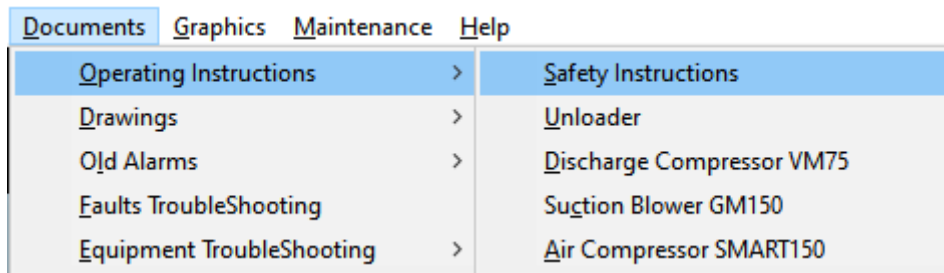 Documents Graphics Maintenance Help
Operating Instructions > Safety Instructions
Drawings > Unloader
Old Alarms > Discharge Compressor VM75
Faults TroubleShooting Suction Blower GM150
Equipment TroubleShooting > Air Compressor SMART150